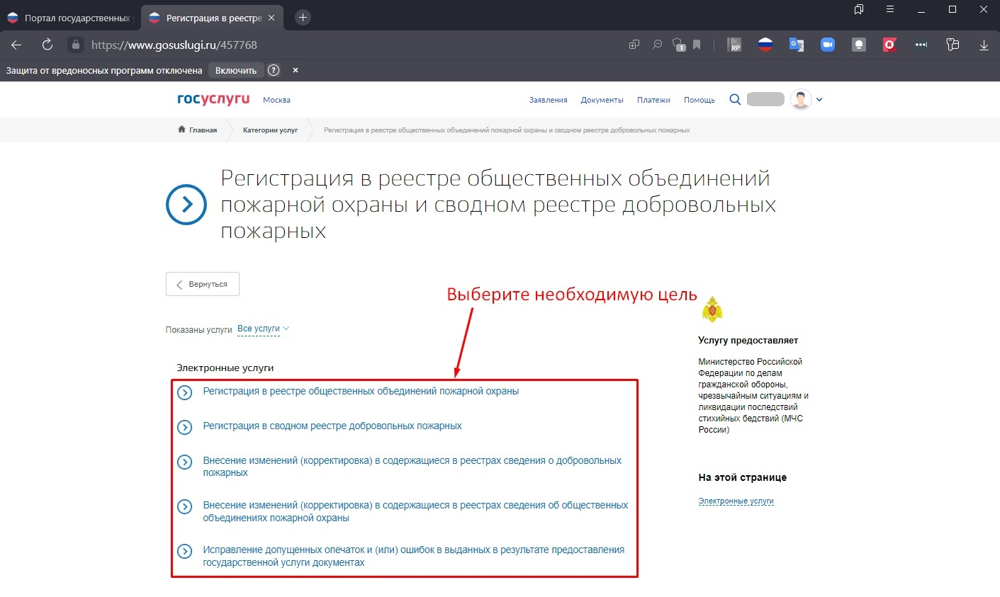 Портал государственных у
Регистрация в реестре
https://www.gosuslugi.ru/457768
1
RP
G
R
Защита от вредоносных программ отключена
Включить
?
госуслуги
Москва
Заявления
Документы
Платежи
Помощь
Главная
Категории услуг
Регистрация в реестре общественных объединений пожарной охраны и сводном реестре добровольных пожарных
Регистрация в реестре общественных объединений
пожарной охраны и сводном реестре добровольных
пожарных
Вернуться
Выберите необходимую цель
Показаны услуги Все услуги
Электронные услуги
Регистрация в реестре общественных объединений пожарной охраны
Регистрация в сводном реестре добровольных пожарных
Внесение изменений (корректировка) в содержащиеся в реестрах сведения о добровольных
пожарных
Внесение изменений (корректировка) в содержащиеся в реестрах сведения об общественных
объединениях пожарной охраны
Исправление допущенных опечаток и (или) ошибок в выданных в результате предоставления
государственной услуги документах
Услугу предоставляет
Министерство Российской
Федерации по делам
гражданской обороны,
чрезвычайным ситуациям и
ликвидации последствий
стихийных бедствий (МЧС
России)
На этой странице
Электронные услуги